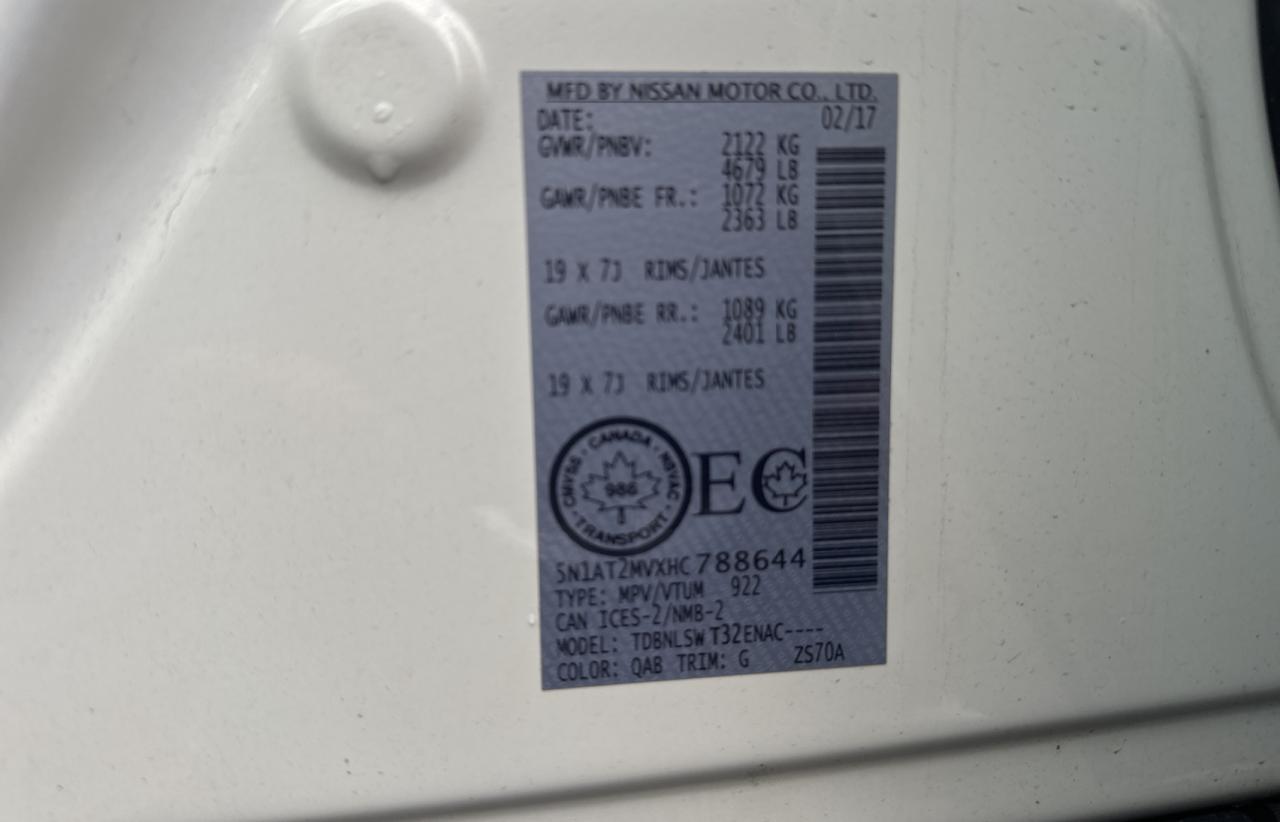 MFD BY NISSAN MOTOR CO., LTD.
DATE: 02/17
GVWR/PNBV: 2122 KG
4679 LB
GAWR/PNBE FR.: 1072 KG
2363 LB
19 X 7J RIMS/JANTES
GAWR/PNBE RR.: 1089 KG
2401 LB
19 X 7J RIMS/JANTES
CMVSS - CANADA - NSVAC - TRANSPORT -
986
EC
5N1AT2MVXHC788644
TYPE: MPV/VTUM 922
CAN ICES-2/NMB-2
MODEL: TDBNLSW T32ENAC----
COLOR: QAB TRIM: G ZS70A